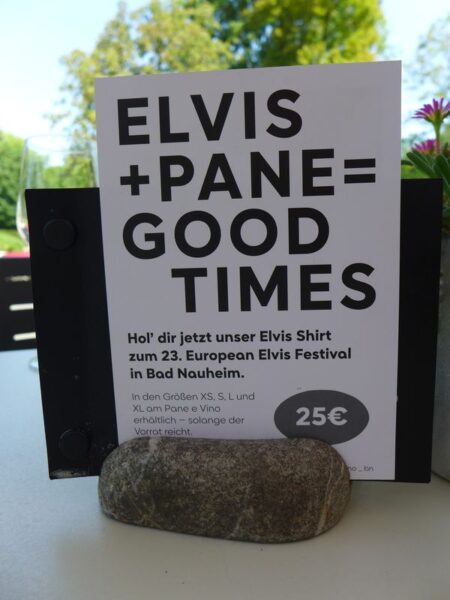 ELVIS
+PANE=
GOOD
TIMES
Hol' dir jetzt unser Elvis Shirt
zum 23. European Elvis Festival
in Bad Nauheim.
In den Größen XS, S, L und
XL am Pane e Vino
erhältlich – solange der
Vorrat reicht.
25€